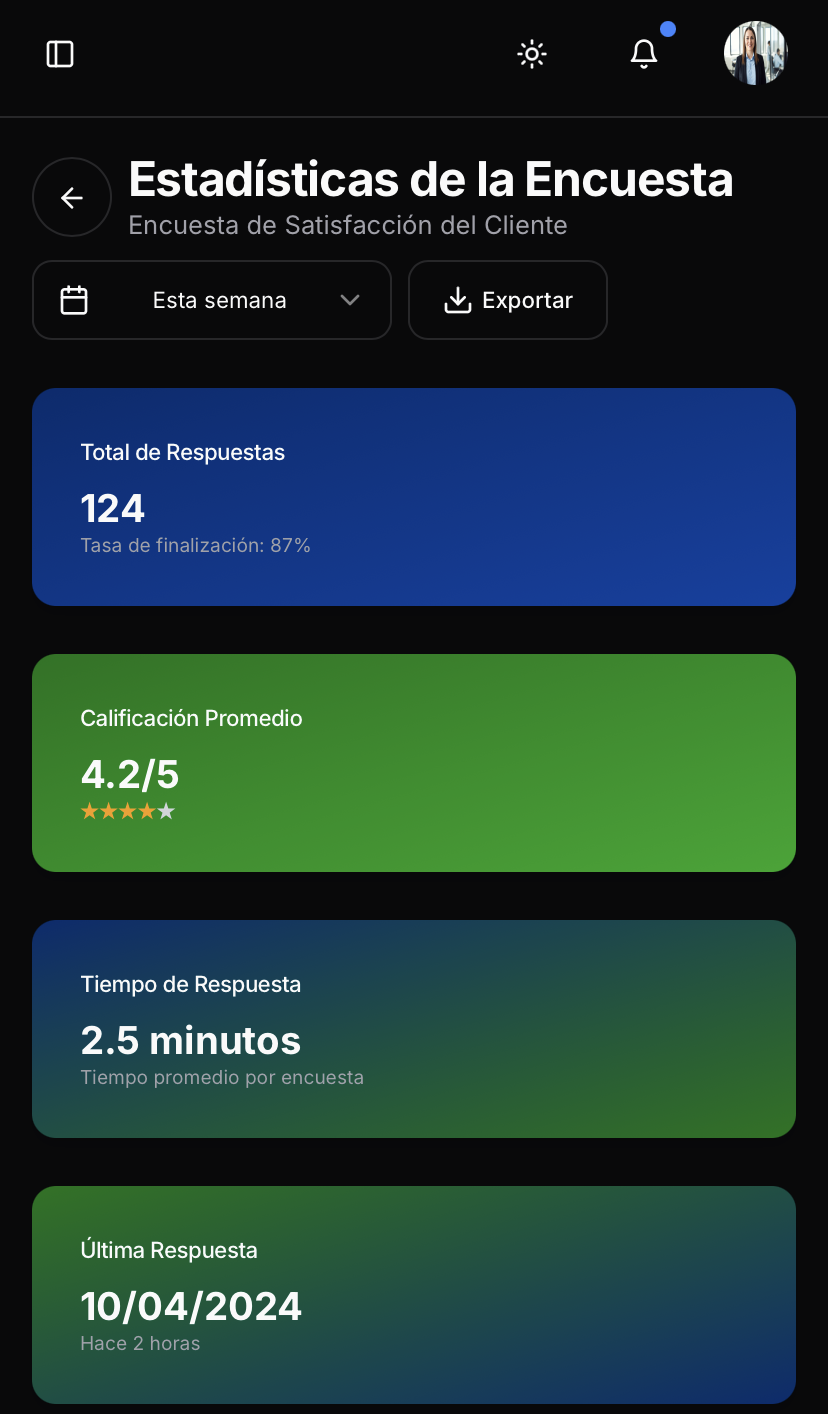 Estadísticas de la Encuesta
Encuesta de Satisfacción del Cliente
Esta semana
Exportar
Total de Respuestas
124
Tasa de finalización: 87%
Calificación Promedio
4.2/5
★★★★★
Tiempo de Respuesta
2.5 minutos
Tiempo promedio por encuesta
Última Respuesta
10/04/2024
Hace 2 horas